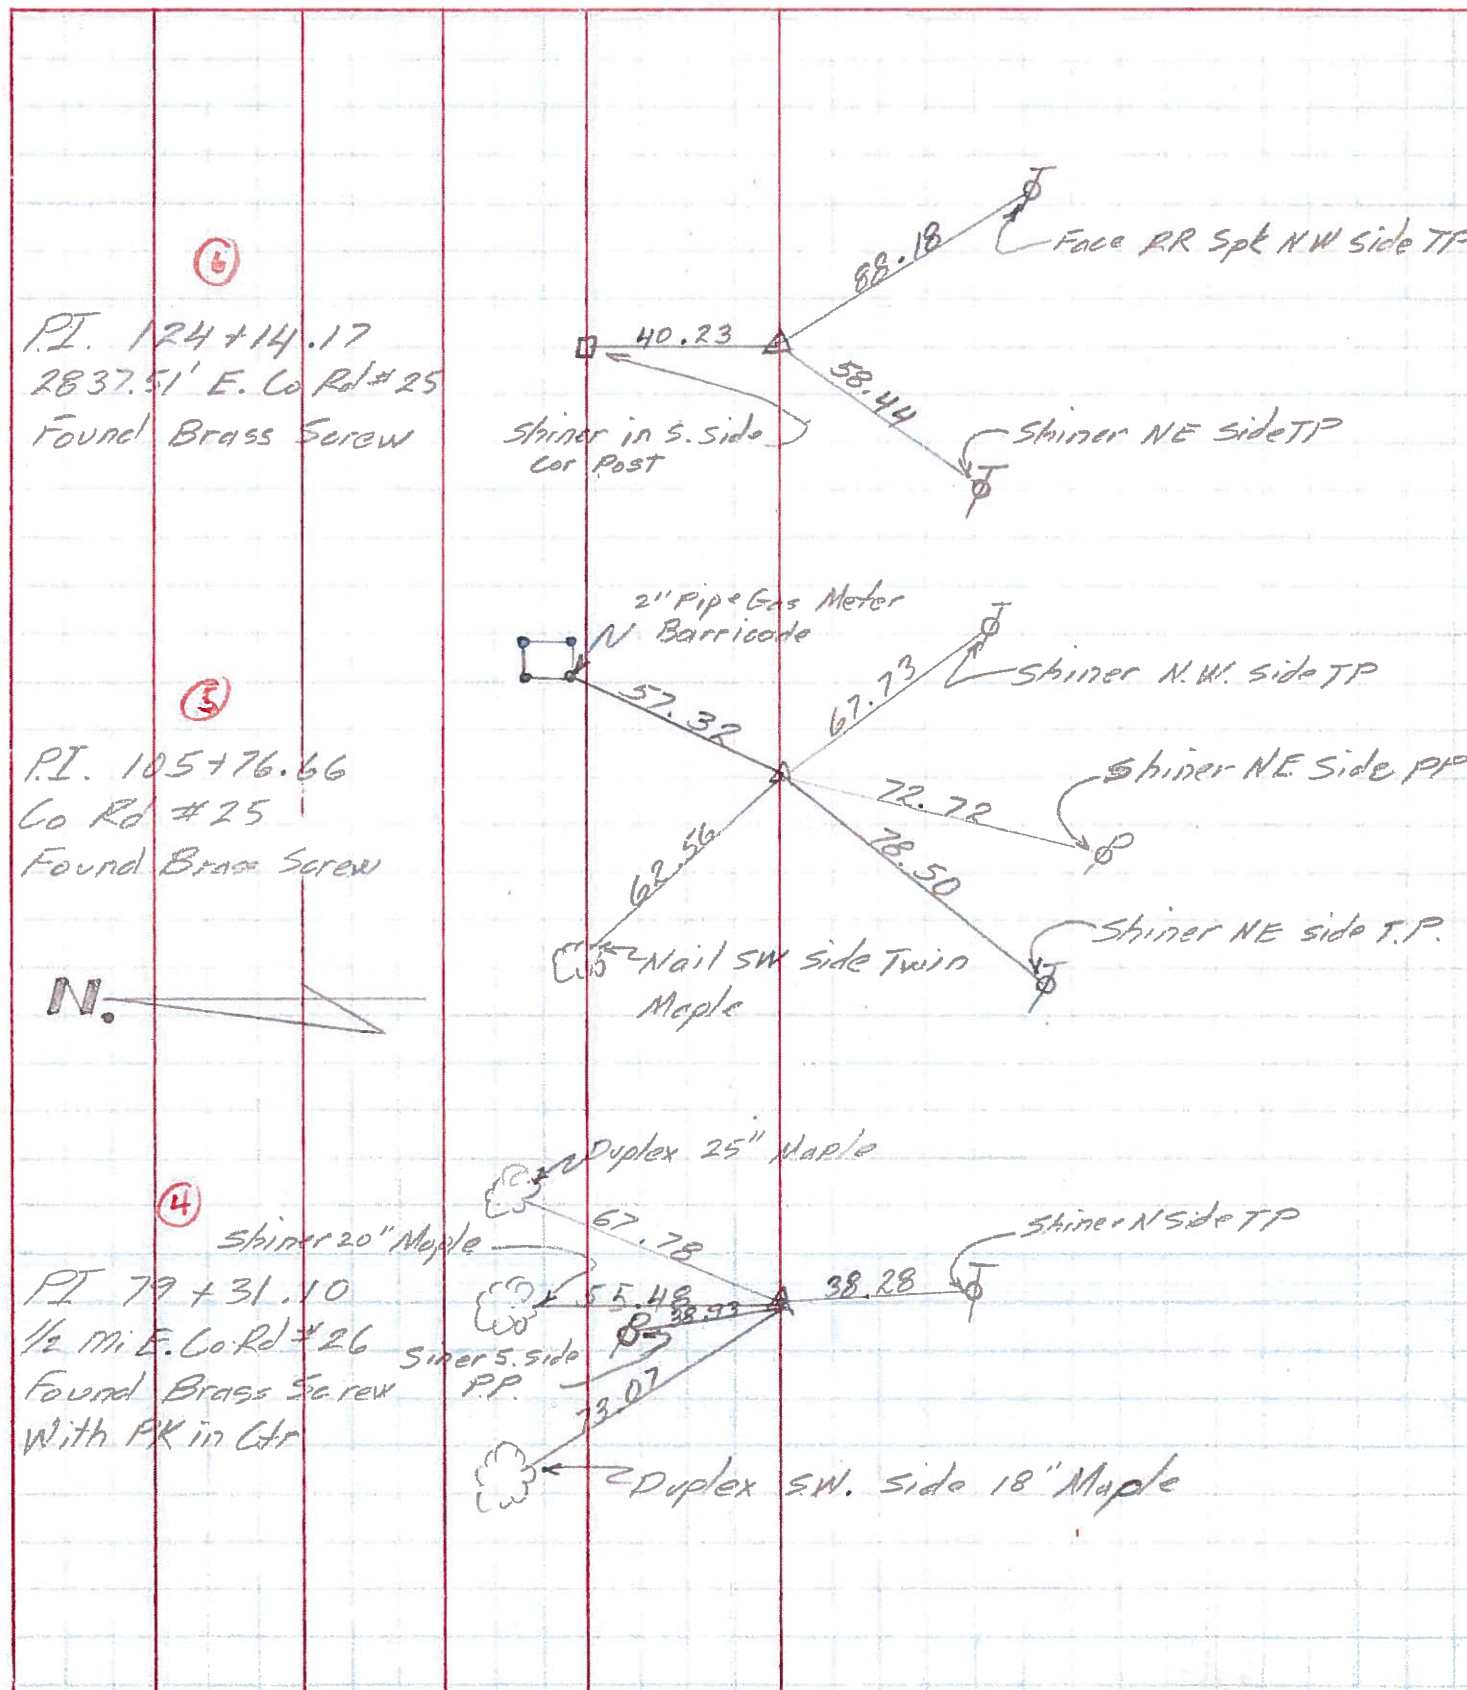 88.18
Face RR Spk NW Side TP
6
P.I. 124+14.17
40.23
2837.51' E. Co Rd #25
58.44
Found Brass Screw
Shiner in S. Side
Cor Post
Shiner NE Side TP
2" Pipe Gas Meter
Barricade
N
67.73
Shiner N.W. Side TP
5
57.32
P.I. 105+76.66
Shiner NE Side PP
72.72
Co Rd #25
62.56
78.50
Found Brass Screw
Shiner NE Side T.P.
Nail SW Side Twin
Maple
N.
Duplex 25" Maple
4
67.78
Shiner N Side TP
Shiner 20" Maple
PI 79+31.10
55.48
38.28
38.93
1/2 mi E. Co Rd #26
Siner S. Side
P.P.
Found Brass Screw
73.07
With PK in Ctr
Duplex S.W. Side 18" Maple